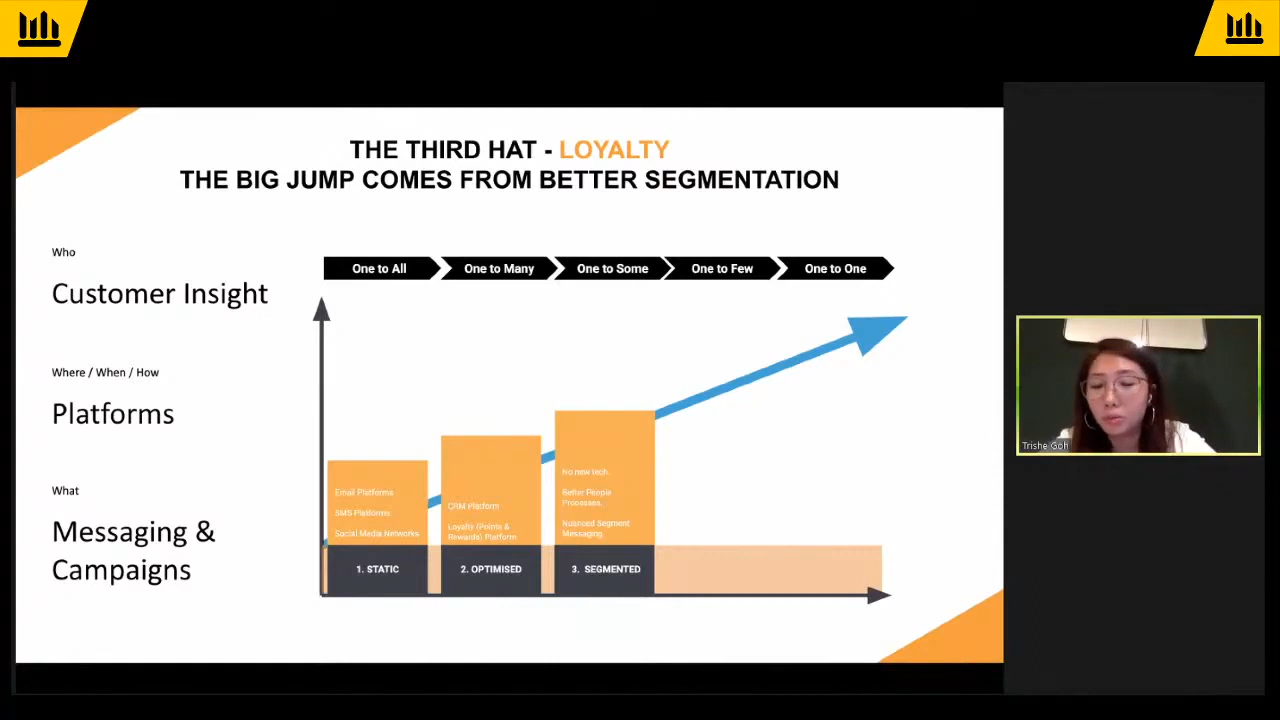 THE THIRD HAT - LOYALTY
THE BIG JUMP COMES FROM BETTER SEGMENTATION
Who
Customer Insight
Where / When / How
Platforms
What
Messaging &
Campaigns
One to All
One to Many
One to Some
One to Few
One to One
Email Platforms
SMS Platforms
Social Media Networks
1. STATIC
CRM Platform
Loyalty (Points &
Rewards) Platform
2. OPTIMISED
No new tech.
Better People
Processes.
Nuanced Segment
Messaging
3. SEGMENTED
Trishe Goh